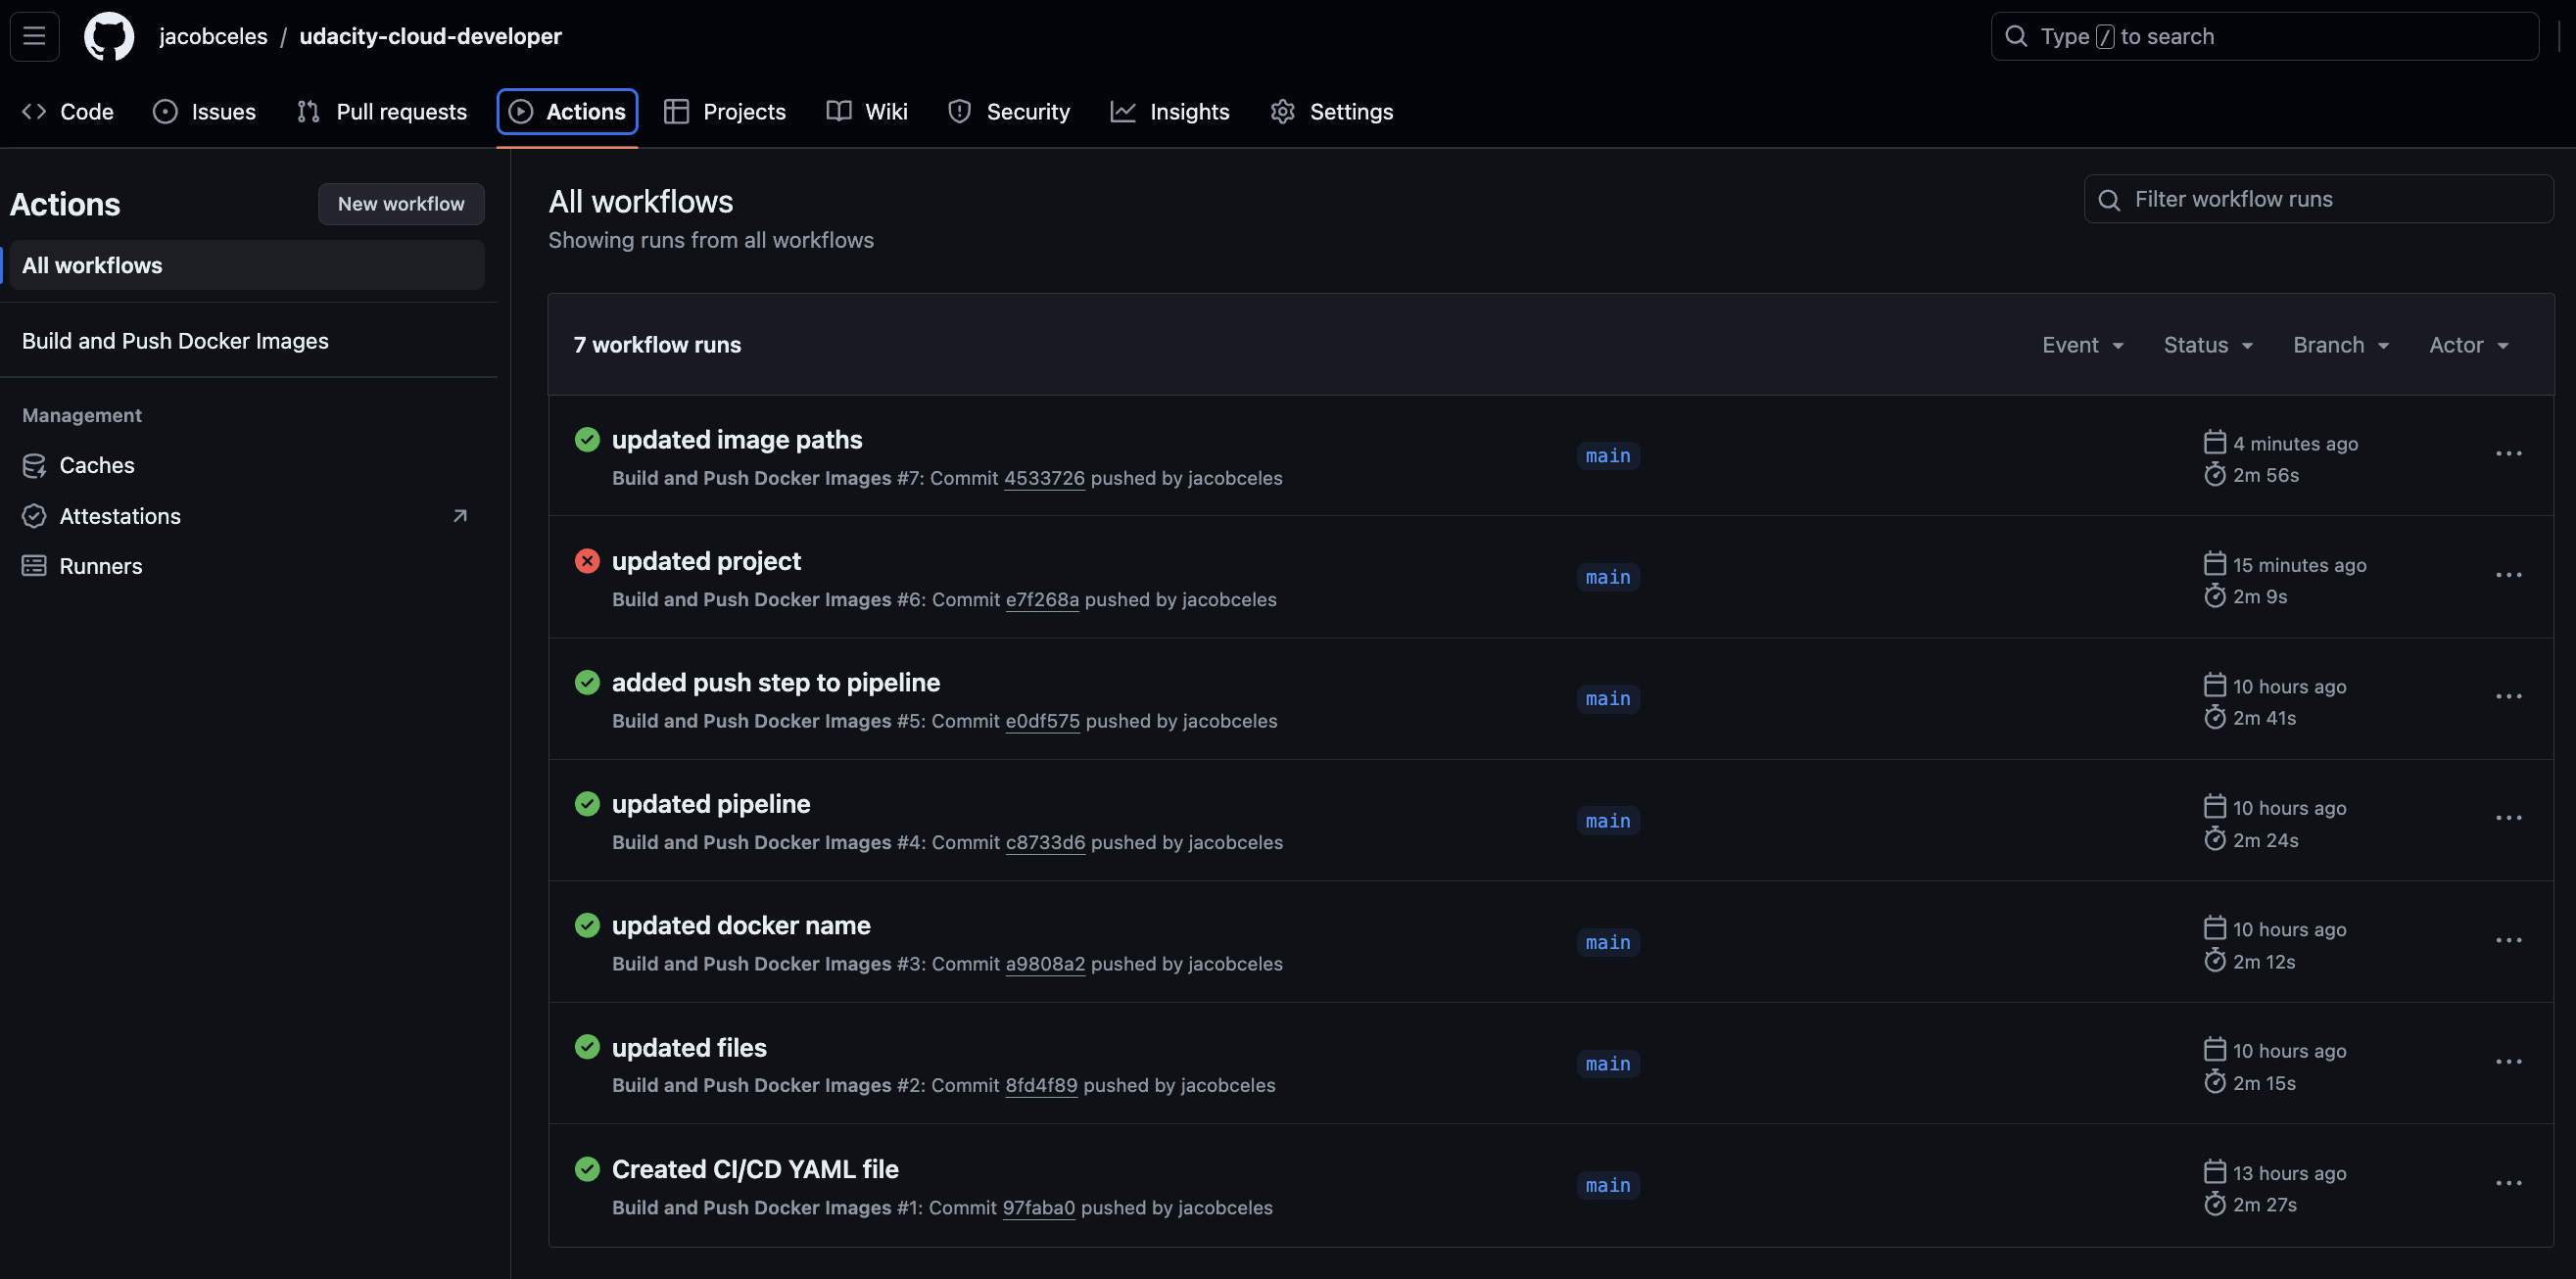 jacobceles / udacity-cloud-developer
Type / to search
Code Issues Pull requests Actions Projects Wiki Security Insights Settings
Actions
New workflow
All workflows
Build and Push Docker Images
Management
Caches
Attestations
Runners
All workflows
Showing runs from all workflows
Filter workflow runs
7 workflow runs
Event Status Branch Actor
updated image paths
Build and Push Docker Images #7: Commit 4533726 pushed by jacobceles
main
4 minutes ago
2m 56s
updated project
Build and Push Docker Images #6: Commit e7f268a pushed by jacobceles
main
15 minutes ago
2m 9s
added push step to pipeline
Build and Push Docker Images #5: Commit e0df575 pushed by jacobceles
main
10 hours ago
2m 41s
updated pipeline
Build and Push Docker Images #4: Commit c8733d6 pushed by jacobceles
main
10 hours ago
2m 24s
updated docker name
Build and Push Docker Images #3: Commit a9808a2 pushed by jacobceles
main
10 hours ago
2m 12s
updated files
Build and Push Docker Images #2: Commit 8fd4f89 pushed by jacobceles
main
10 hours ago
2m 15s
Created CI/CD YAML file
Build and Push Docker Images #1: Commit 97faba0 pushed by jacobceles
main
13 hours ago
2m 27s